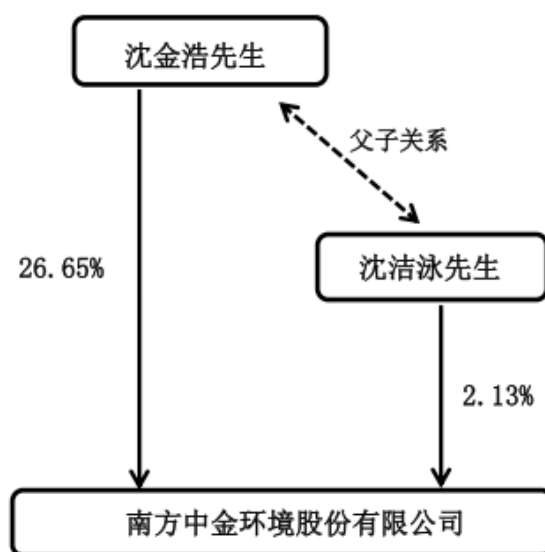 沈金浩先生
父子关系
26.65%
沈洁泳先生
2.13%
南方中金环境股份有限公司